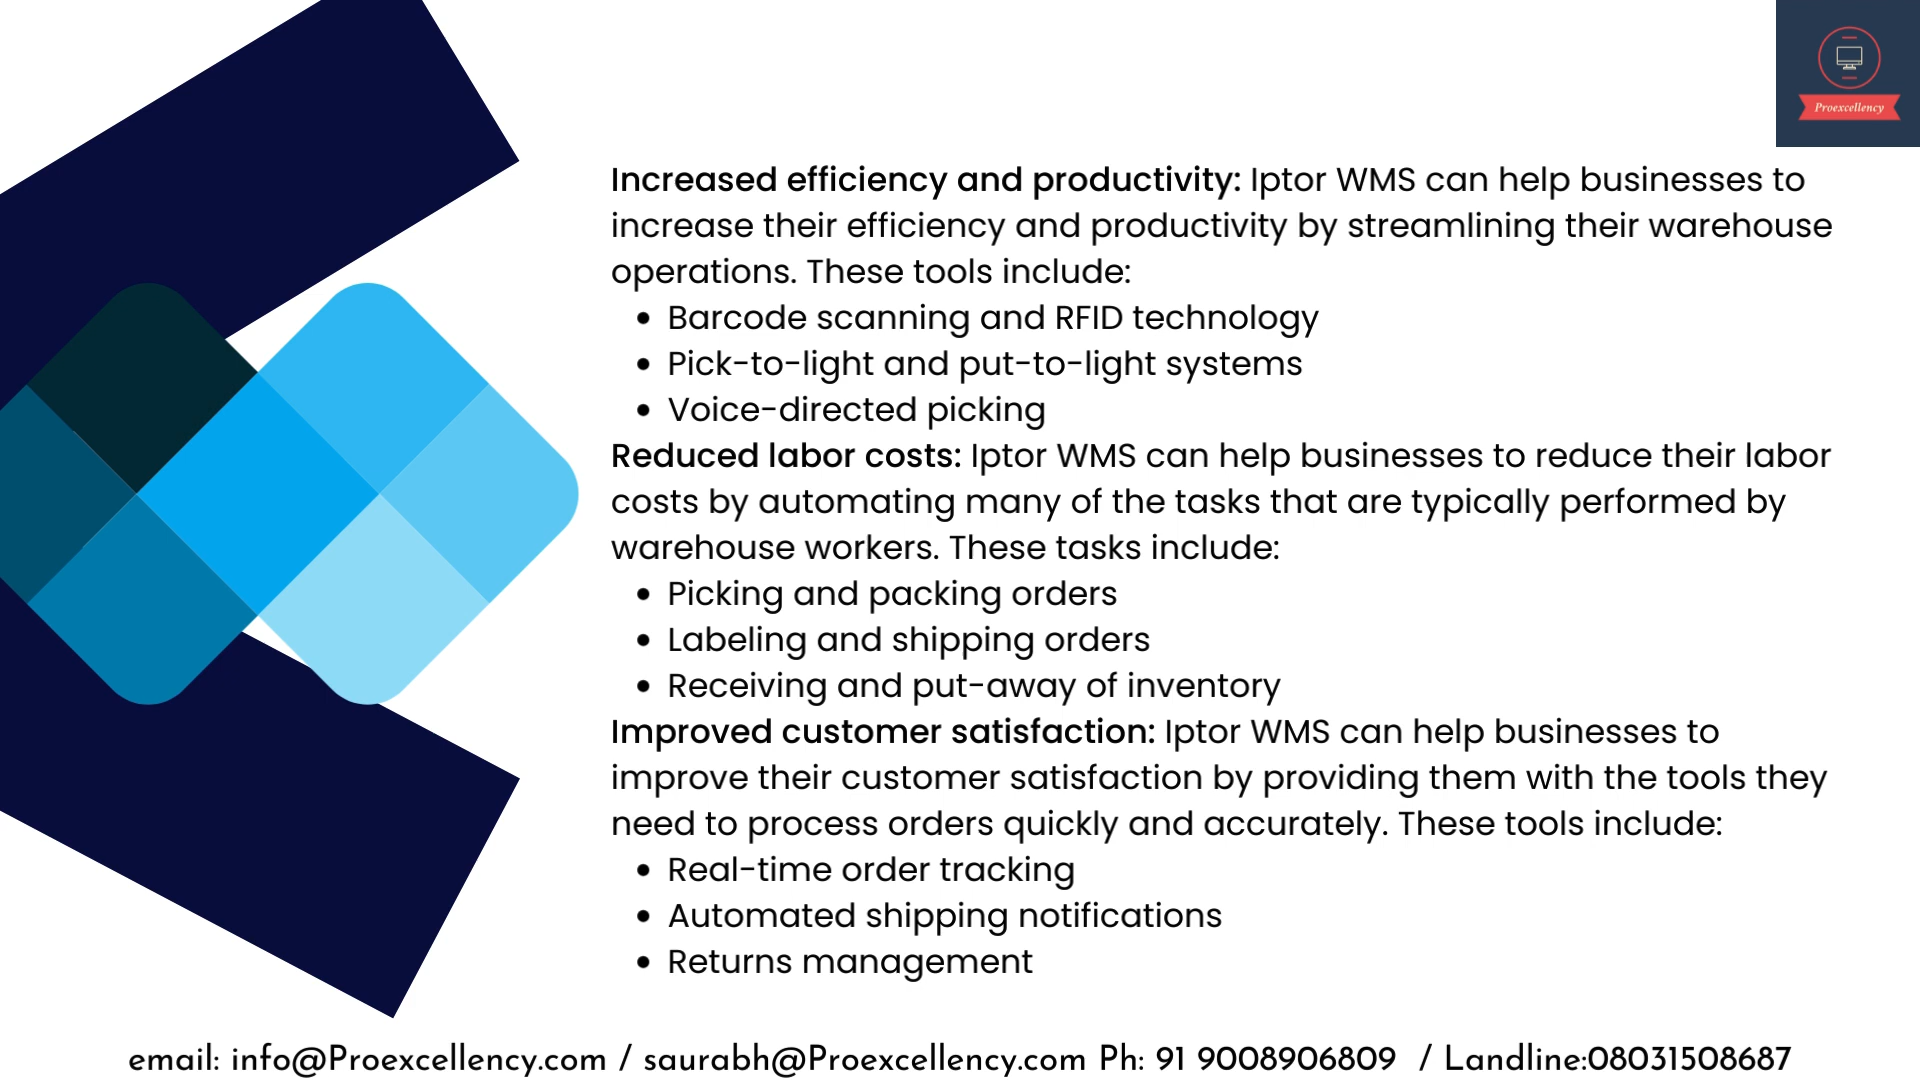 Proexcellency
Increased efficiency and productivity: Iptor WMS can help businesses to
increase their efficiency and productivity by streamlining their warehouse
operations. These tools include:
• Barcode scanning and RFID technology
• Pick-to-light and put-to-light systems
• Voice-directed picking
Reduced labor costs: Iptor WMS can help businesses to reduce their labor
costs by automating many of the tasks that are typically performed by
warehouse workers. These tasks include:
• Picking and packing orders
• Labeling and shipping orders
• Receiving and put-away of inventory
Improved customer satisfaction: Iptor WMS can help businesses to
improve their customer satisfaction by providing them with the tools they
need to process orders quickly and accurately. These tools include:
• Real-time order tracking
• Automated shipping notifications
• Returns management
email: info@Proexcellency.com / saurabh@Proexcellency.com Ph: 91 9008906809 / Landline:08031508687